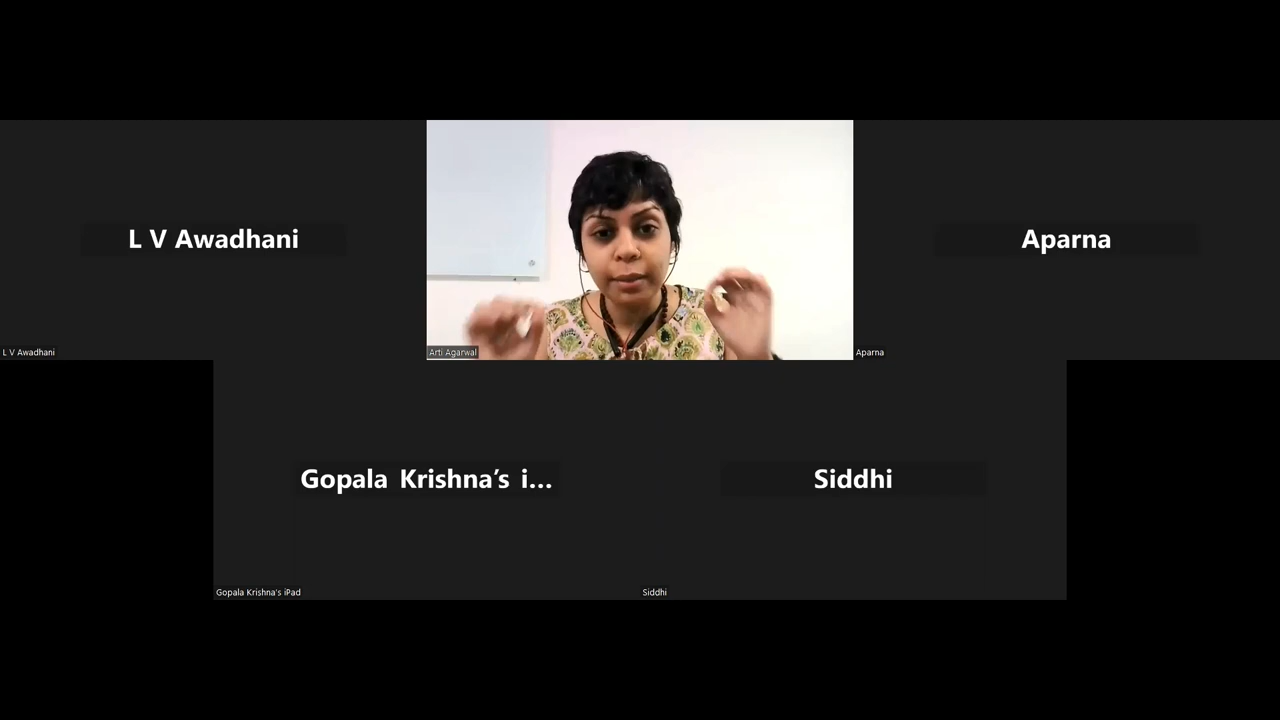 L V Awadhani
Aparna
L V Awadhani
Arti Agarwal
Aparna
Gopala Krishna’s i...
Siddhi
Gopala Krishna's iPad
Siddhi